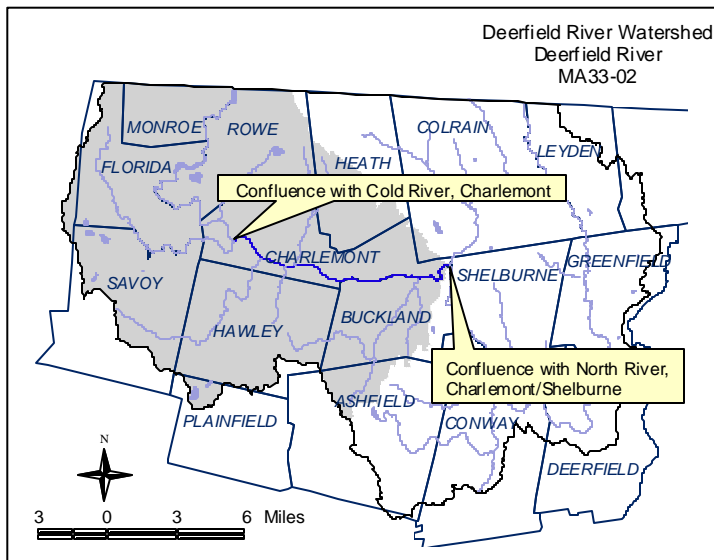 Deerfield River Watershed
Deerfield River
MA33-02
MONROE
ROWE
COLRAIN
LEYDEN
HEATH
FLORIDA
Confluence with Cold River, Charlemont
CHARLEMONT
SHELBURNE
GREENFIELD
SAVOY
HAWLEY
BUCKLAND
Confluence with North River,
Charlemont/Shelburne
ASHFIELD
PLAINFIELD
CONWAY
DEERFIELD
N
3 0 3 6 Miles